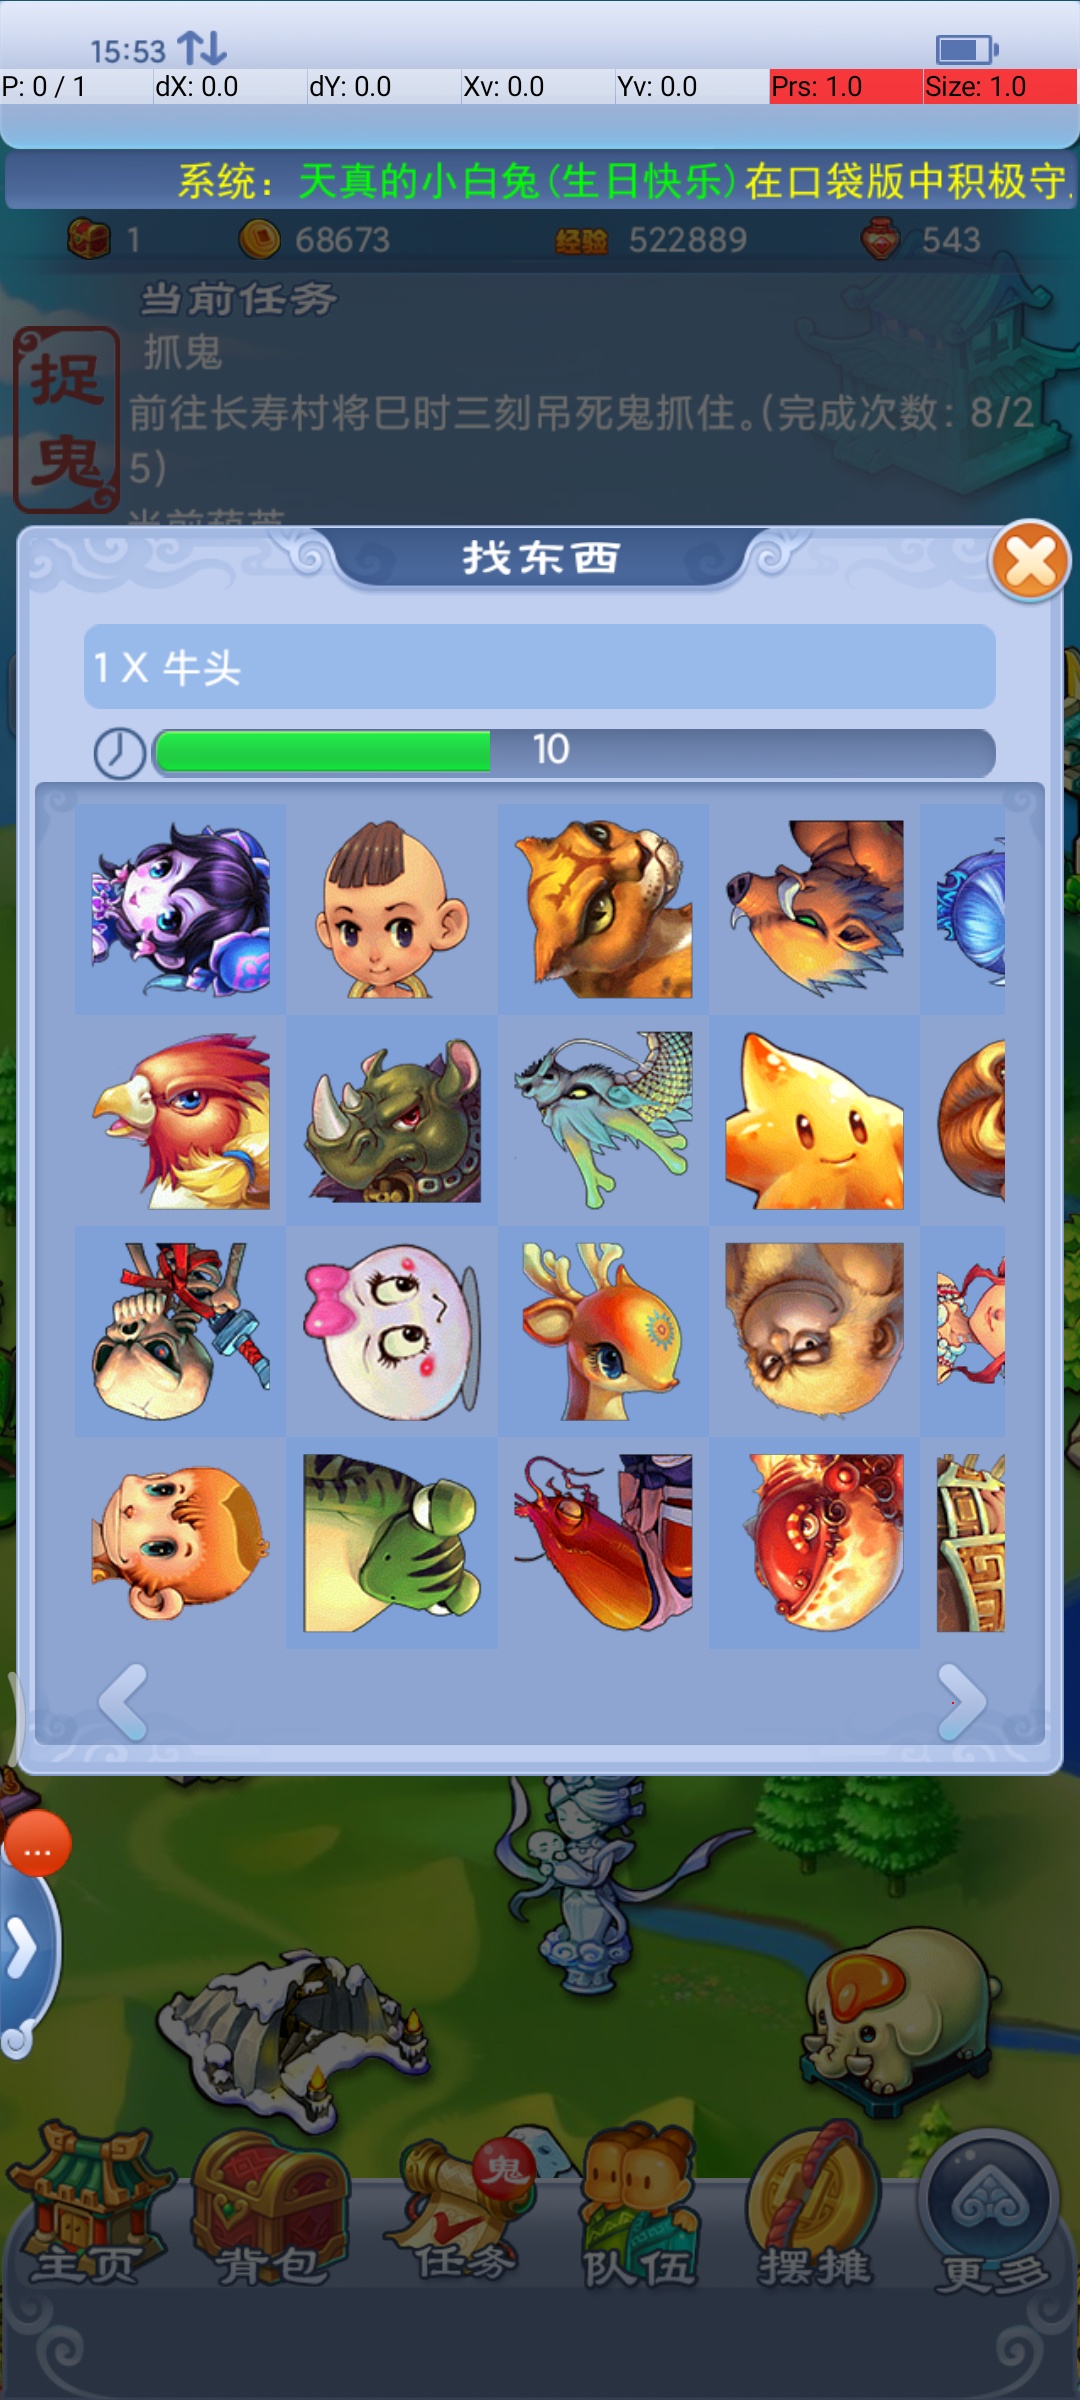 15:53
P: 0 / 1 dX: 0.0 dY: 0.0 Xv: 0.0 Yv: 0.0 Prs: 1.0 Size: 1.0
系统：天真的小白兔(生日快乐)在口袋版中积极守
1 68673 经验 522889 543
当前任务
捉鬼
抓鬼
前往长寿村将巳时三刻吊死鬼抓住。(完成次数：8/2
5)
找东西
1 X 牛头
10
...
鬼
主页 背包 任务 队伍 摆摊 更多